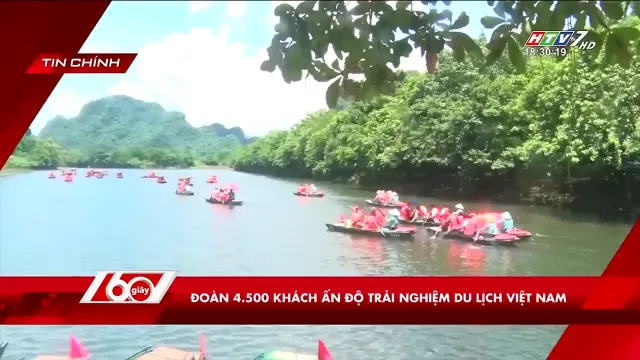 HTV7 HD
18:30:19
TIN CHÍNH
60 giây
ĐOÀN 4.500 KHÁCH ẤN ĐỘ TRẢI NGHIỆM DU LỊCH VIỆT NAM